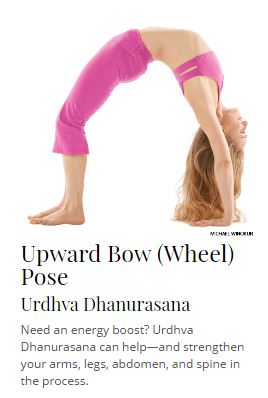 MICHAEL WINOKUR
Upward Bow (Wheel)
Pose
Urdhva Dhanurasana
Need an energy boost? Urdhva
Dhanurasana can help—and strengthen
your arms, legs, abdomen, and spine in
the process.